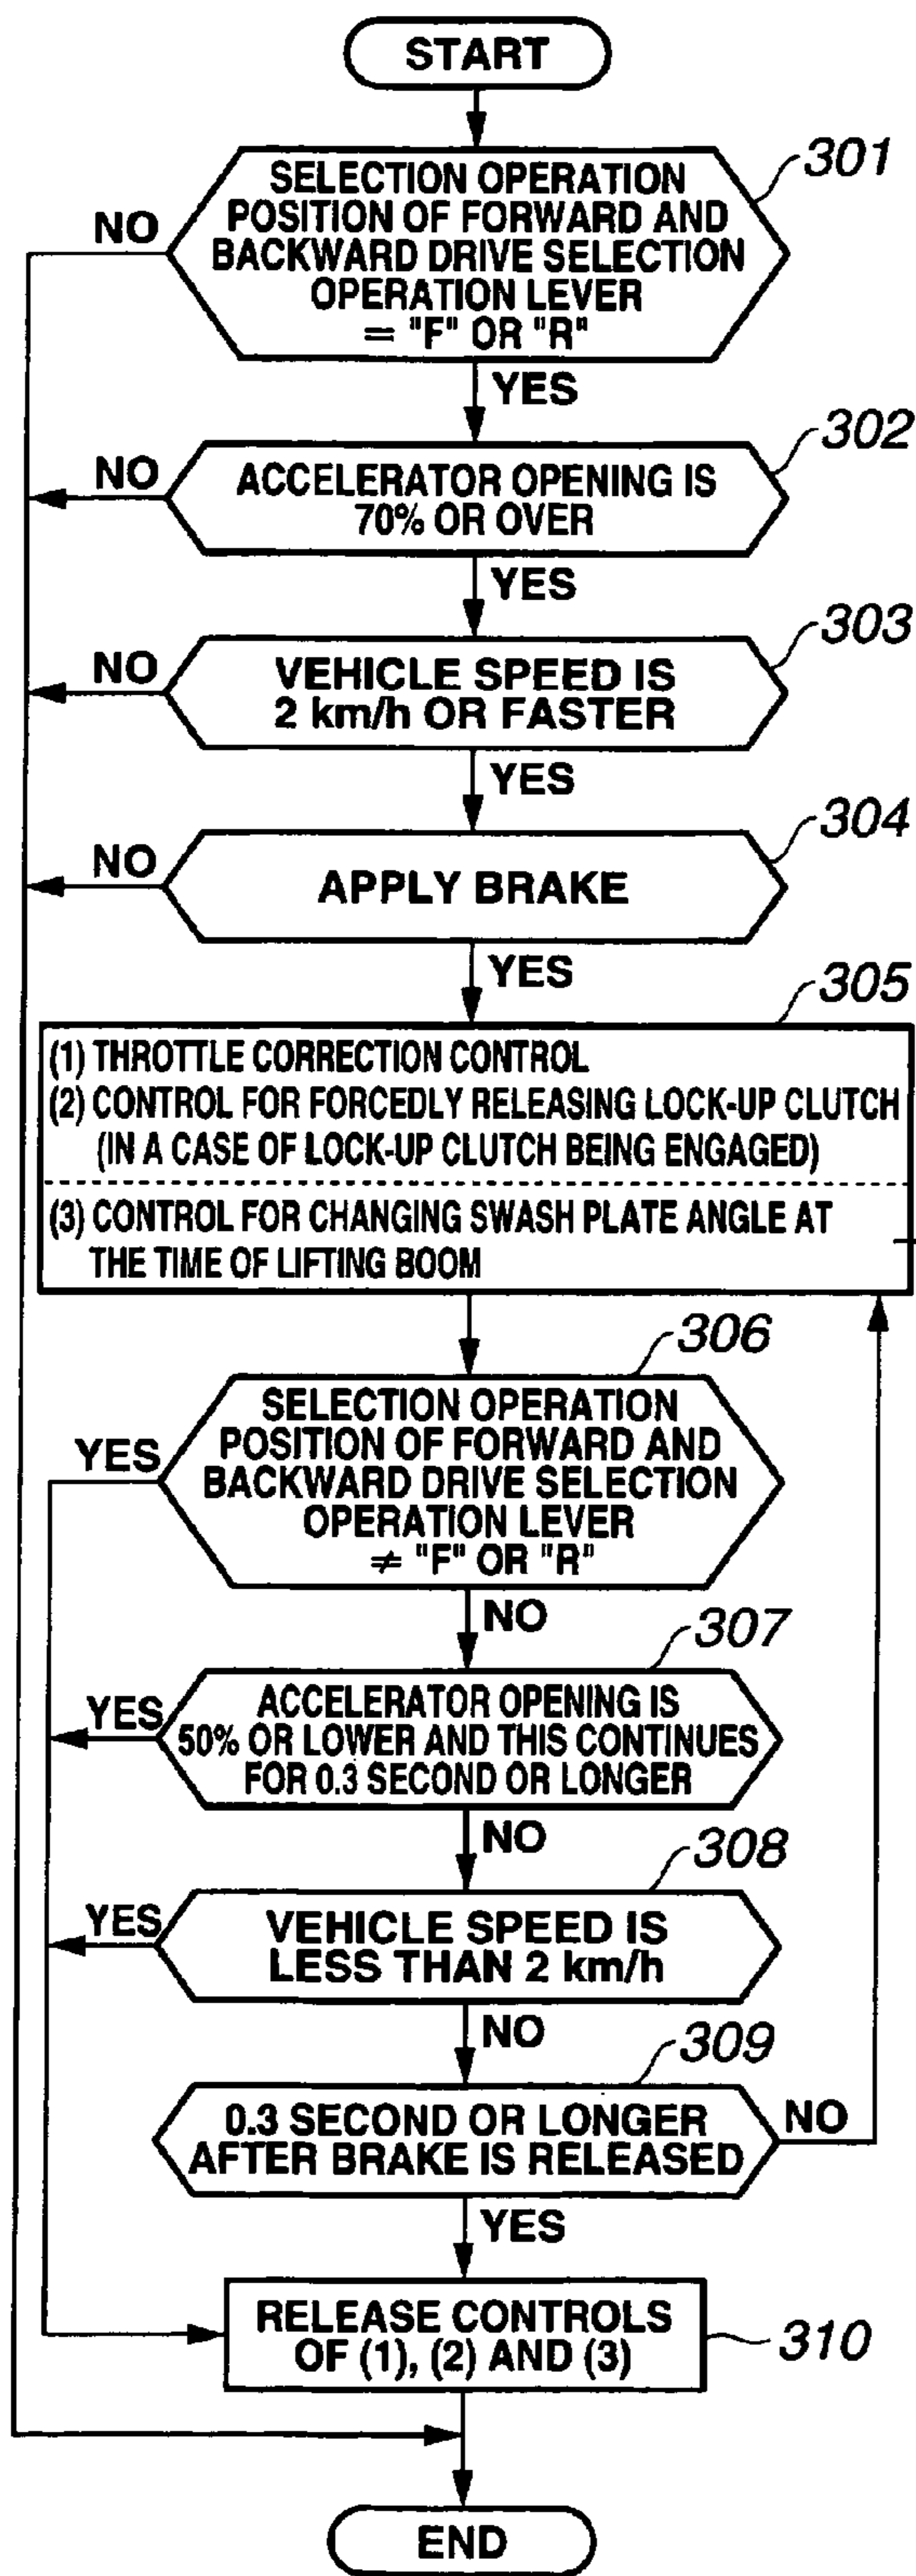 START
301
SELECTION OPERATION
POSITION OF FORWARD AND
BACKWARD DRIVE SELECTION
OPERATION LEVER
= "F" OR "R"
NO
YES
302
ACCELERATOR OPENING IS
70% OR OVER
NO
YES
303
VEHICLE SPEED IS
2 km/h OR FASTER
NO
YES
304
APPLY BRAKE
NO
YES
305
(1) THROTTLE CORRECTION CONTROL
(2) CONTROL FOR FORCEDLY RELEASING LOCK-UP CLUTCH
(IN A CASE OF LOCK-UP CLUTCH BEING ENGAGED)
(3) CONTROL FOR CHANGING SWASH PLATE ANGLE AT
THE TIME OF LIFTING BOOM
306
SELECTION OPERATION
POSITION OF FORWARD AND
BACKWARD DRIVE SELECTION
OPERATION LEVER
≠ "F" OR "R"
YES
NO
307
ACCELERATOR OPENING IS
50% OR LOWER AND THIS CONTINUES
FOR 0.3 SECOND OR LONGER
YES
NO
308
VEHICLE SPEED IS
LESS THAN 2 km/h
YES
NO
309
0.3 SECOND OR LONGER
AFTER BRAKE IS RELEASED
NO
YES
RELEASE CONTROLS
OF (1), (2) AND (3)
310
END